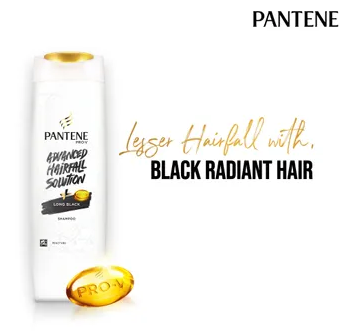 PANTENE
PANTENE
PRO-V
ADVANCED
HAIRFALL
SOLUTION
+
LONG BLACK
SHAMPOO
Lesser Hairfall with,
BLACK RADIANT HAIR
PRO-V